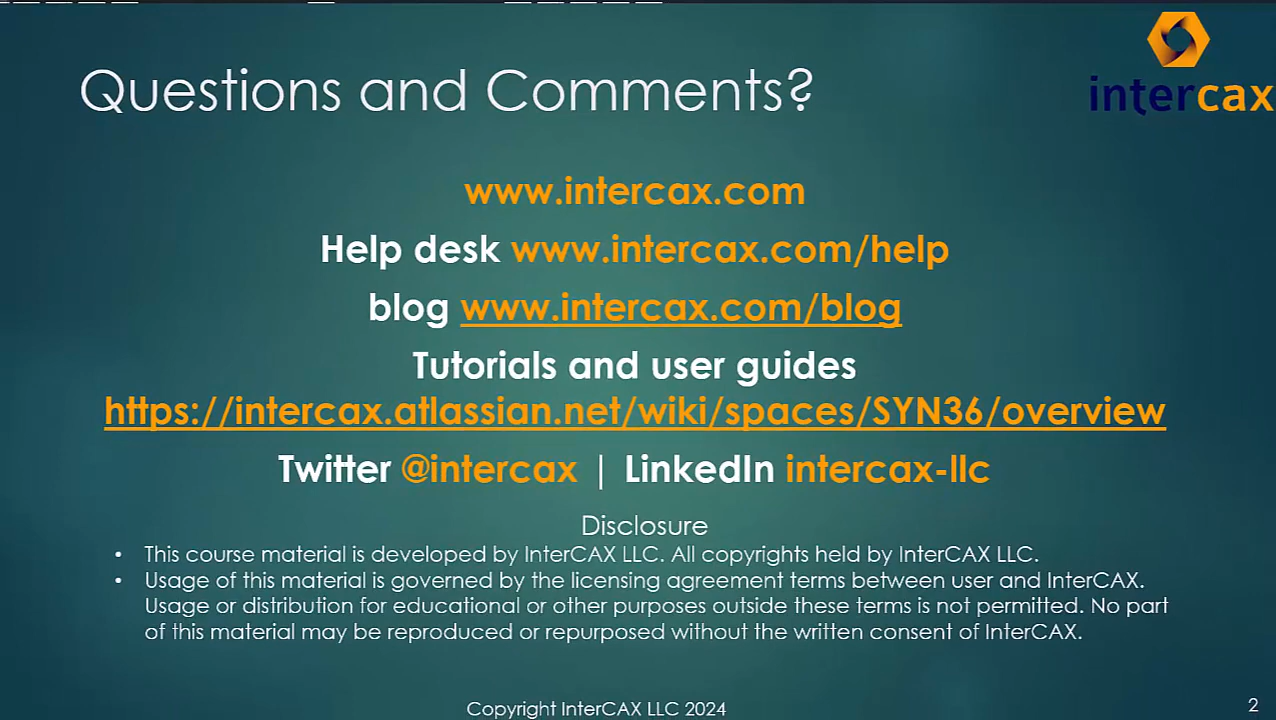 Questions and Comments?
intercax
www.intercax.com
Help desk www.intercax.com/help
blog www.intercax.com/blog
Tutorials and user guides
https://intercax.atlassian.net/wiki/spaces/SYN36/overview
Twitter @intercax | LinkedIn intercax-llc
Disclosure
• This course material is developed by InterCAX LLC. All copyrights held by InterCAX LLC.
• Usage of this material is governed by the licensing agreement terms between user and InterCAX.
Usage or distribution for educational or other purposes outside these terms is not permitted. No part
of this material may be reproduced or repurposed without the written consent of InterCAX.
Copyright InterCAX LLC 2024
2